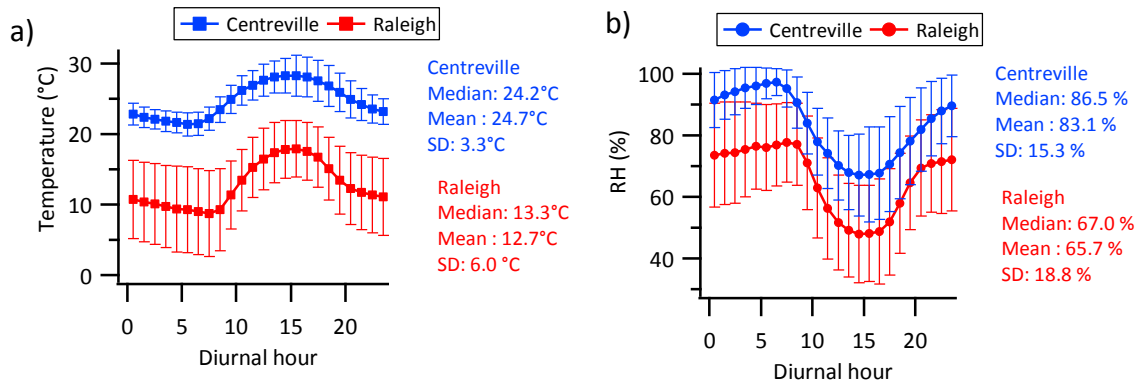 a)
Centreville Raleigh
Temperature (°C)
30
20
10
0
0 5 10 15 20
Diurnal hour
Centreville
Median: 24.2°C
Mean : 24.7°C
SD: 3.3°C
Raleigh
Median: 13.3°C
Mean : 12.7°C
SD: 6.0 °C
b)
Centreville Raleigh
RH (%)
100
80
60
40
0 5 10 15 20
Diurnal hour
Centreville
Median: 86.5 %
Mean : 83.1 %
SD: 15.3 %
Raleigh
Median: 67.0 %
Mean : 65.7 %
SD: 18.8 %